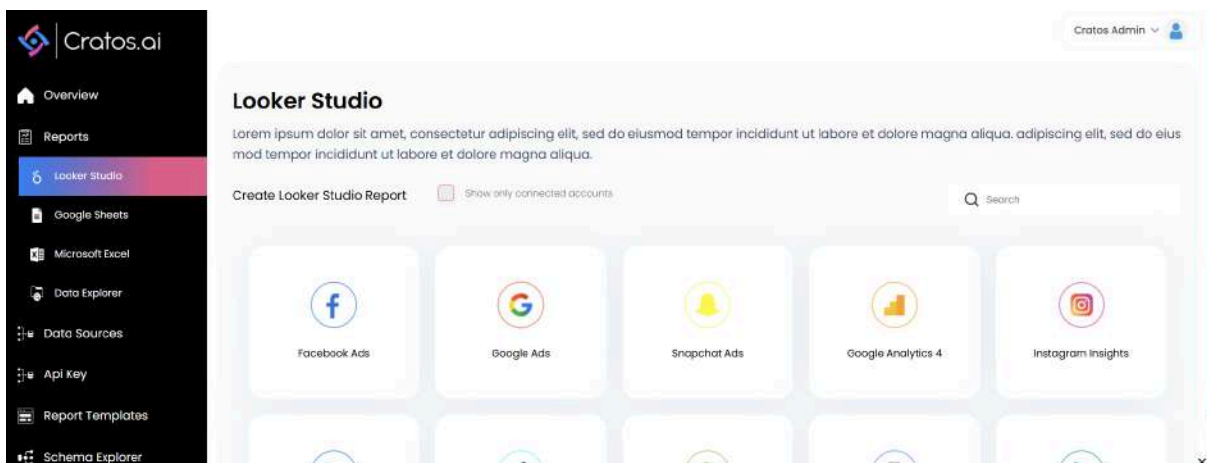 Cratos.ai
Cratos Admin
Overview
Reports
Looker Studio
Google Sheets
Microsoft Excel
Data Explorer
Data Sources
Api Key
Report Templates
Schema Explorer
Looker Studio
Lorem ipsum dolor sit amet, consectetur adipiscing elit, sed do eiusmod tempor incididunt ut labore et dolore magna aliqua. adipiscing elit, sed do eius
mod tempor incididunt ut labore et dolore magna aliqua.
Create Looker Studio Report
Show only connected accounts
Search
Facebook Ads
Google Ads
Snapchat Ads
Google Analytics 4
Instagram Insights